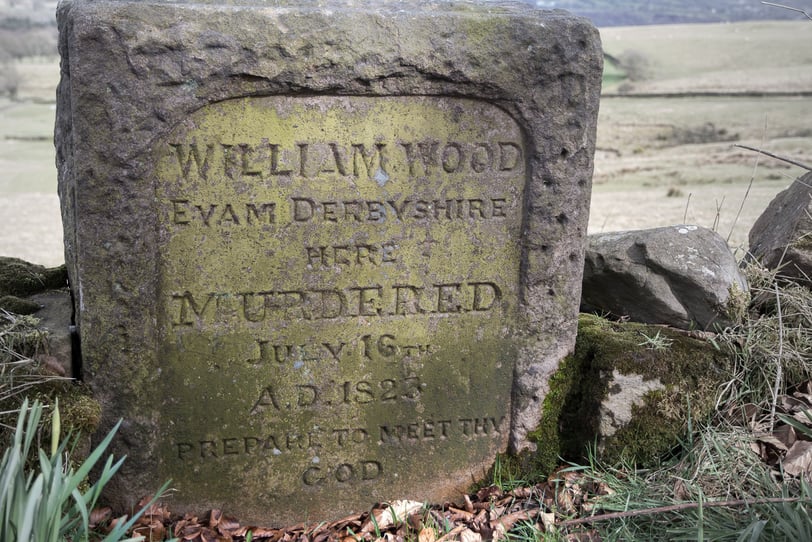 WILLIAM WOOD
EYAM DERBYSHIRE
HERE
MURDERED
JULY 16TH
A.D. 1823
PREPARE TO MEET THY
GOD